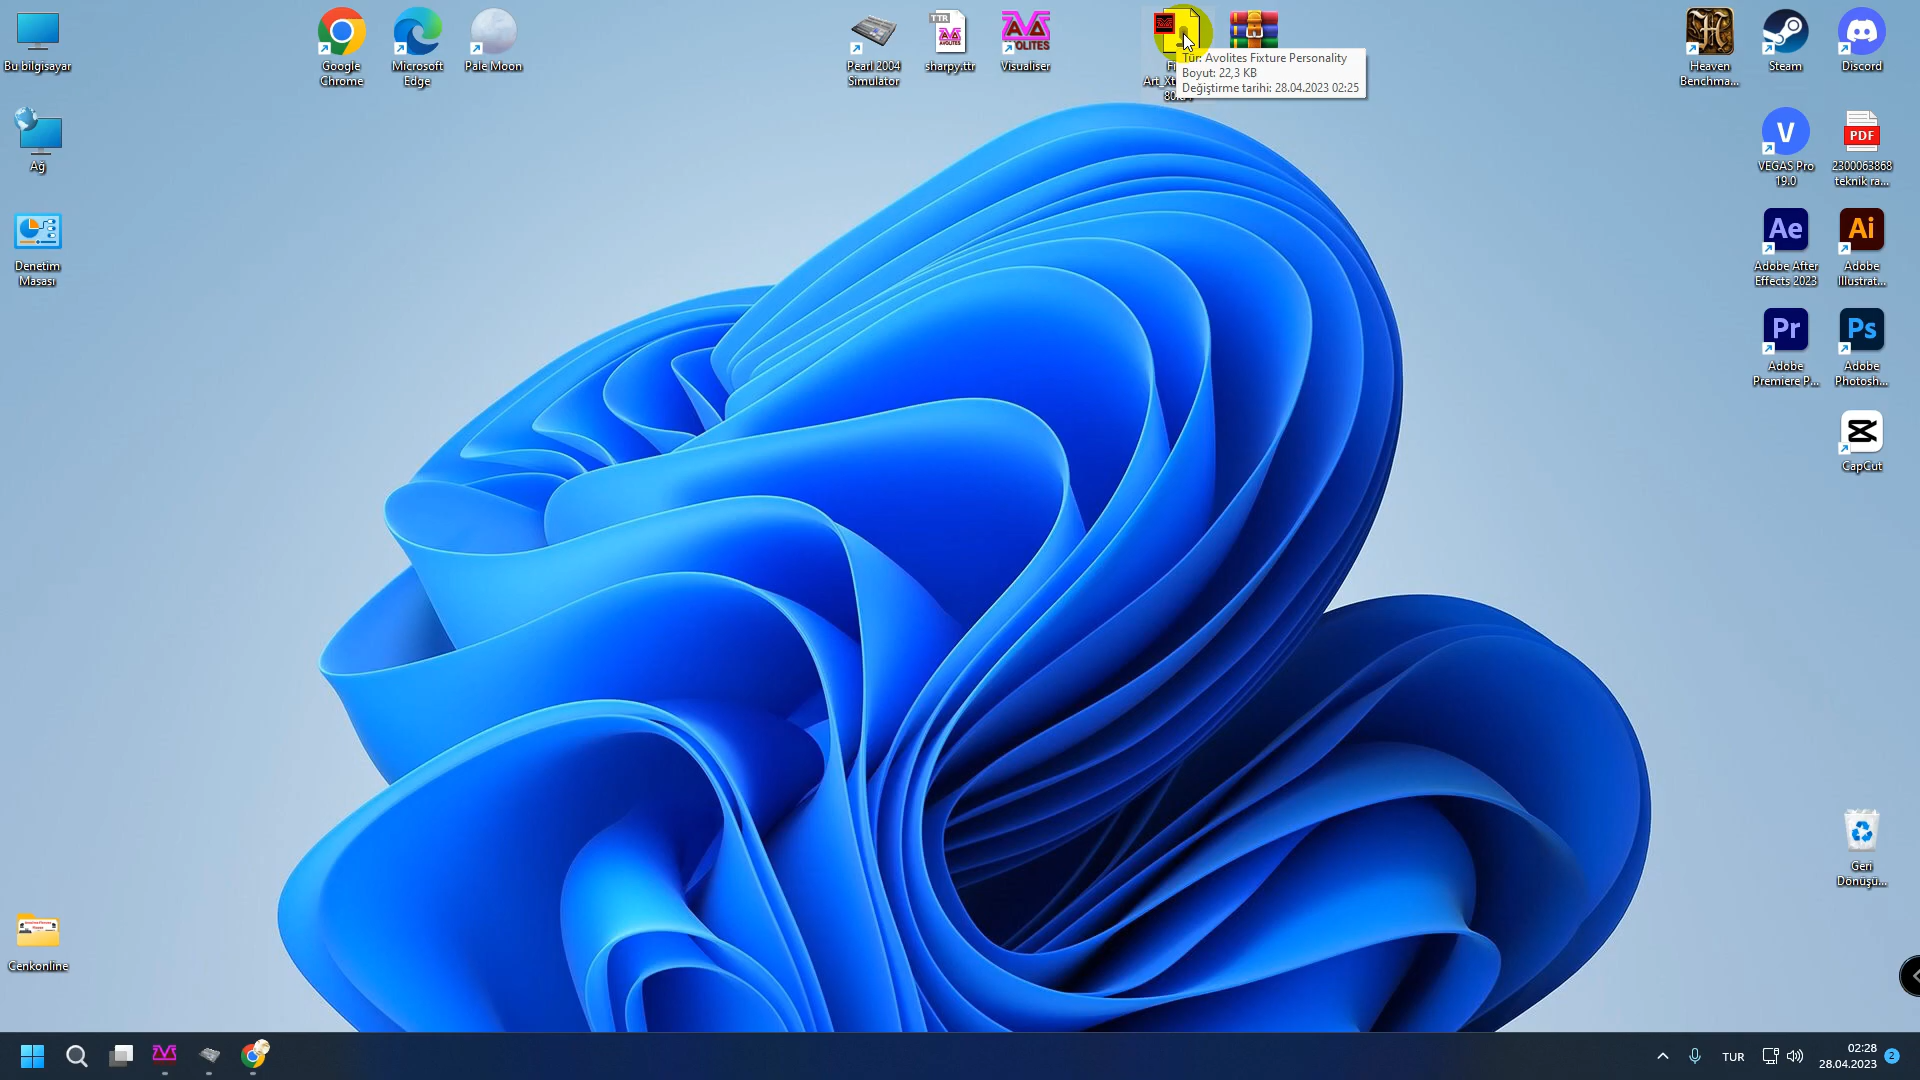 Bu bilgisayar
Google
Chrome
Microsoft
Edge
Pale Moon
Pearl 2004
Simulator
TTR
AVOLITES
sharpy.ttr
AVOLITES
Visualiser
Tür: Avolites Fixture Personality
Boyut: 22,3 KB
Değiştirme tarihi: 28.04.2023 02:25
Heaven
Benchma...
Steam
Discord
Ağ
V
VEGAS Pro
19.0
PDF
2300063868
teknik ra...
Denetim
Masası
Ae
Adobe After
Effects 2023
Ai
Adobe
Illustrat...
Pr
Adobe
Premiere P...
Ps
Adobe
Photosh...
CapCut
Geri
Dönüşü...
Cenkonline
TUR
02:28
28.04.2023
2